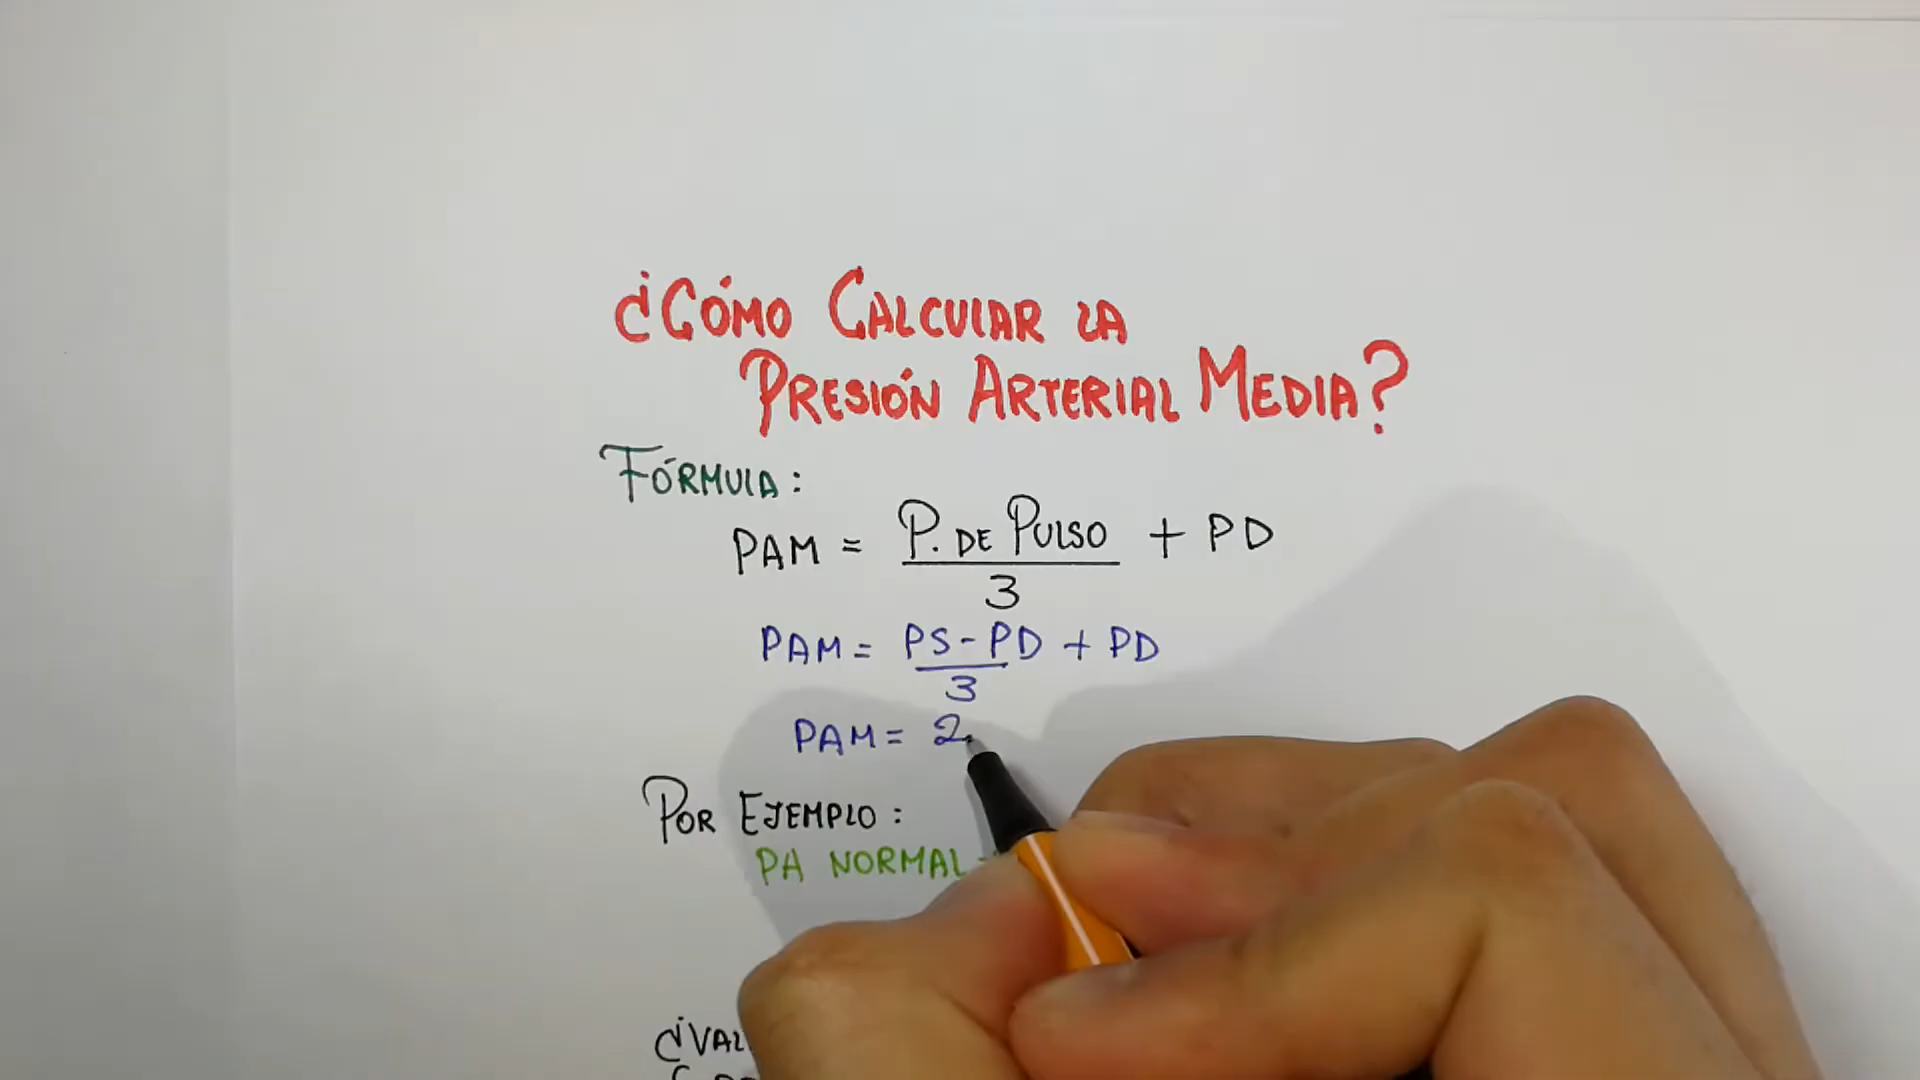 ¿CÓMO CALCULAR LA
PRESIÓN ARTERIAL MEDIA?
FÓRMULA:
PAM = P. DE PULSO + PD
3
PAM = PS - PD + PD
3
PAM = 2
POR EJEMPLO:
PA NORMAL